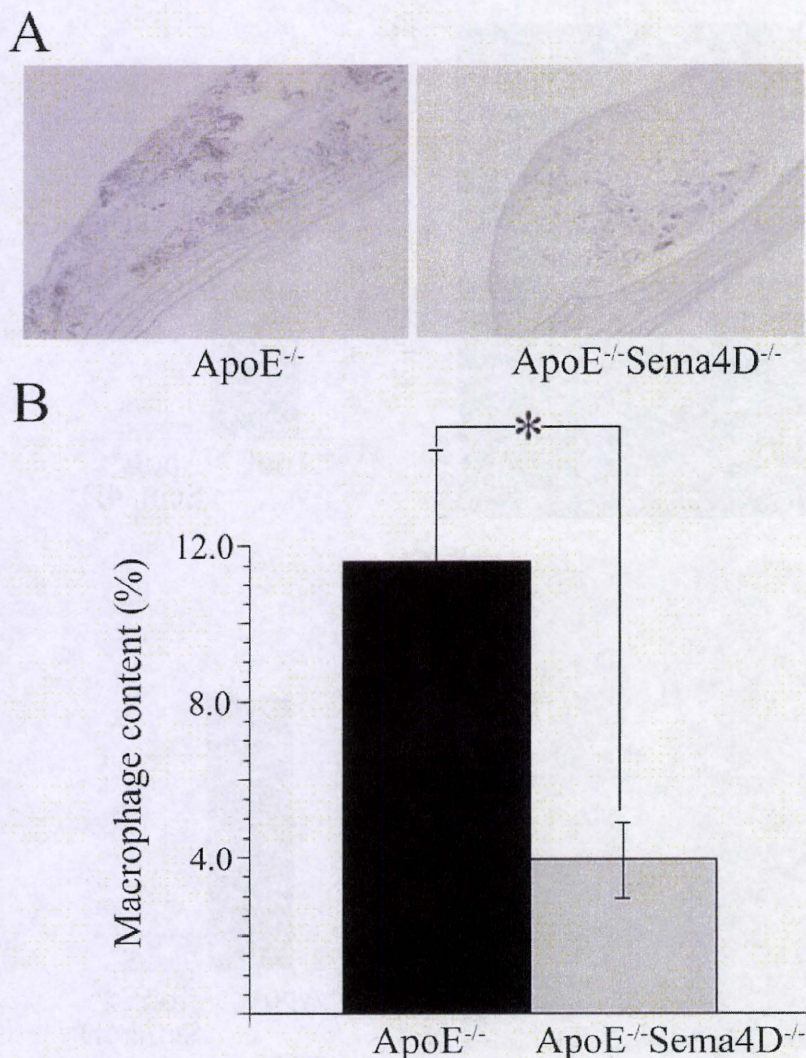 A
ApoE⁻/⁻ ApoE⁻/⁻Sema4D⁻/⁻
B
*
Macrophage content (%)
12.0
8.0
4.0
ApoE⁻/⁻ ApoE⁻/⁻Sema4D⁻/⁻